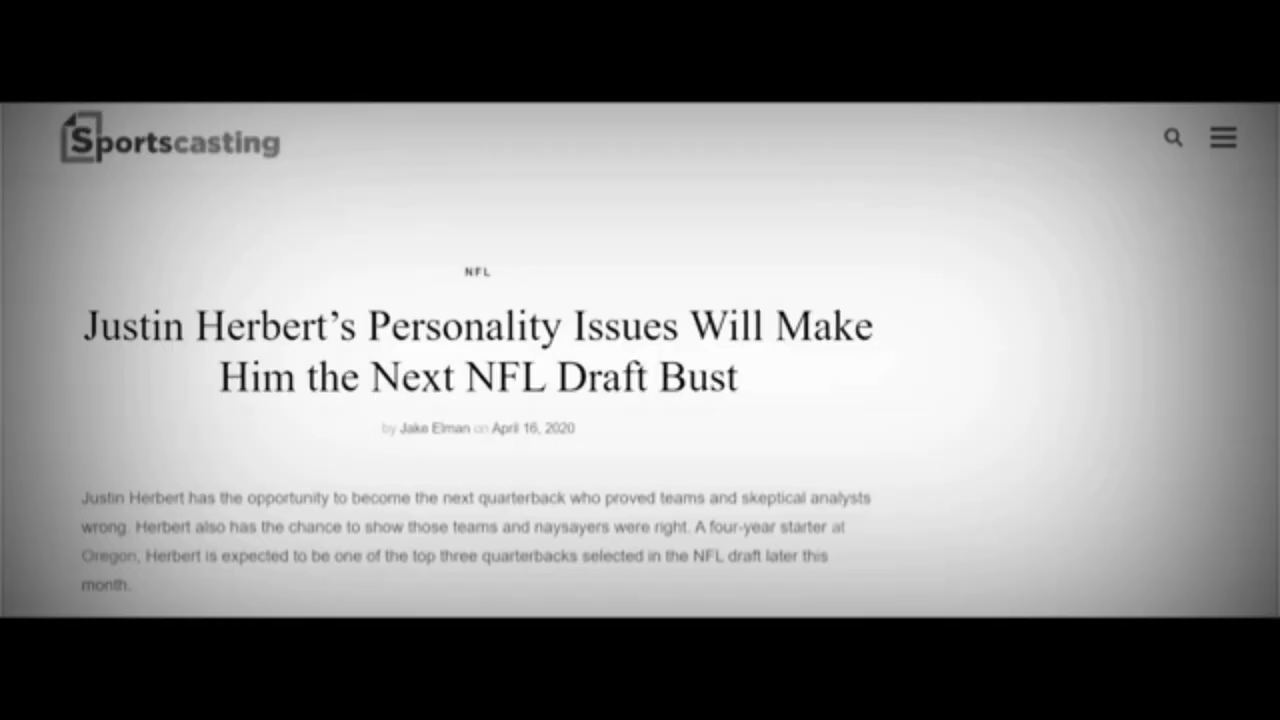 Sportscasting
NFL
Justin Herbert’s Personality Issues Will Make
Him the Next NFL Draft Bust
by Jake Elman on April 16, 2020
Justin Herbert has the opportunity to become the next quarterback who proved teams and skeptical analysts
wrong. Herbert also has the chance to show those teams and naysayers were right. A four-year starter at
Oregon, Herbert is expected to be one of the top three quarterbacks selected in the NFL draft later this
month.